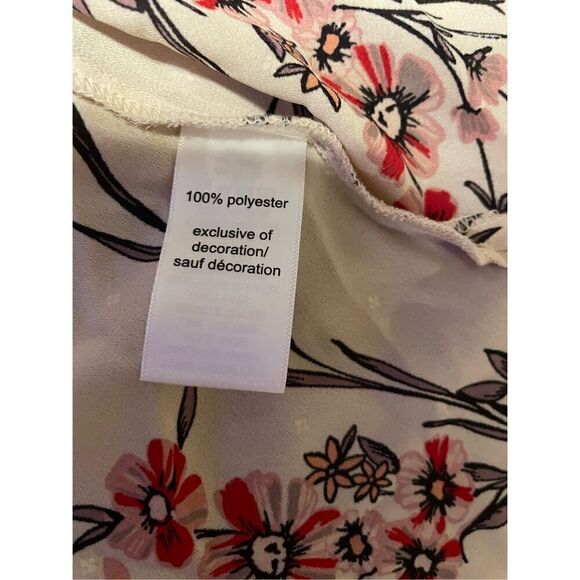 100% polyester
exclusive of
decoration/
sauf décoration